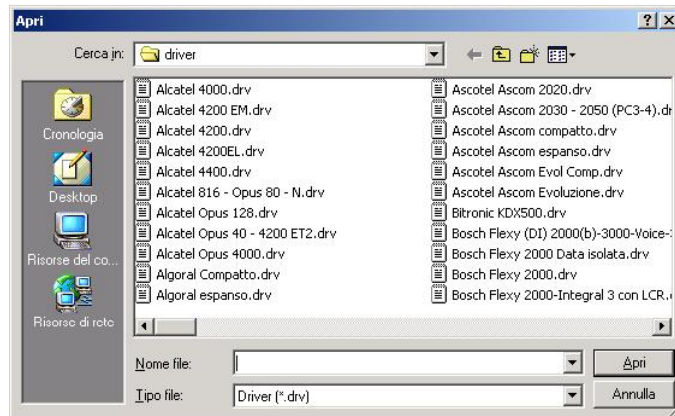 Apri
Cerca in: driver
Cronologia
Desktop
Risorse del co...
Risorse di rete
Alcatel 4000.drv
Alcatel 4200 EM.drv
Alcatel 4200.drv
Alcatel 4200EL.drv
Alcatel 4400.drv
Alcatel 816 - Opus 80 - N.drv
Alcatel Opus 128.drv
Alcatel Opus 40 - 4200 ET2.drv
Alcatel Opus 4000.drv
Algoral Compatto.drv
Algoral espanso.drv
Ascotel Ascom 2020.drv
Ascotel Ascom 2030 - 2050 (PC3-4).dr
Ascotel Ascom compatto.drv
Ascotel Ascom espanso.drv
Ascotel Ascom Evol Comp.drv
Ascotel Ascom Evoluzione.drv
Bitronic KDX500.drv
Bosch Flexy (DI) 2000(b)-3000-Voice-
Bosch Flexy 2000 Data isolata.drv
Bosch Flexy 2000.drv
Bosch Flexy 2000-Integral 3 con LCR.
Nome file:
Apri
Tipo file: Driver (*.drv)
Annulla